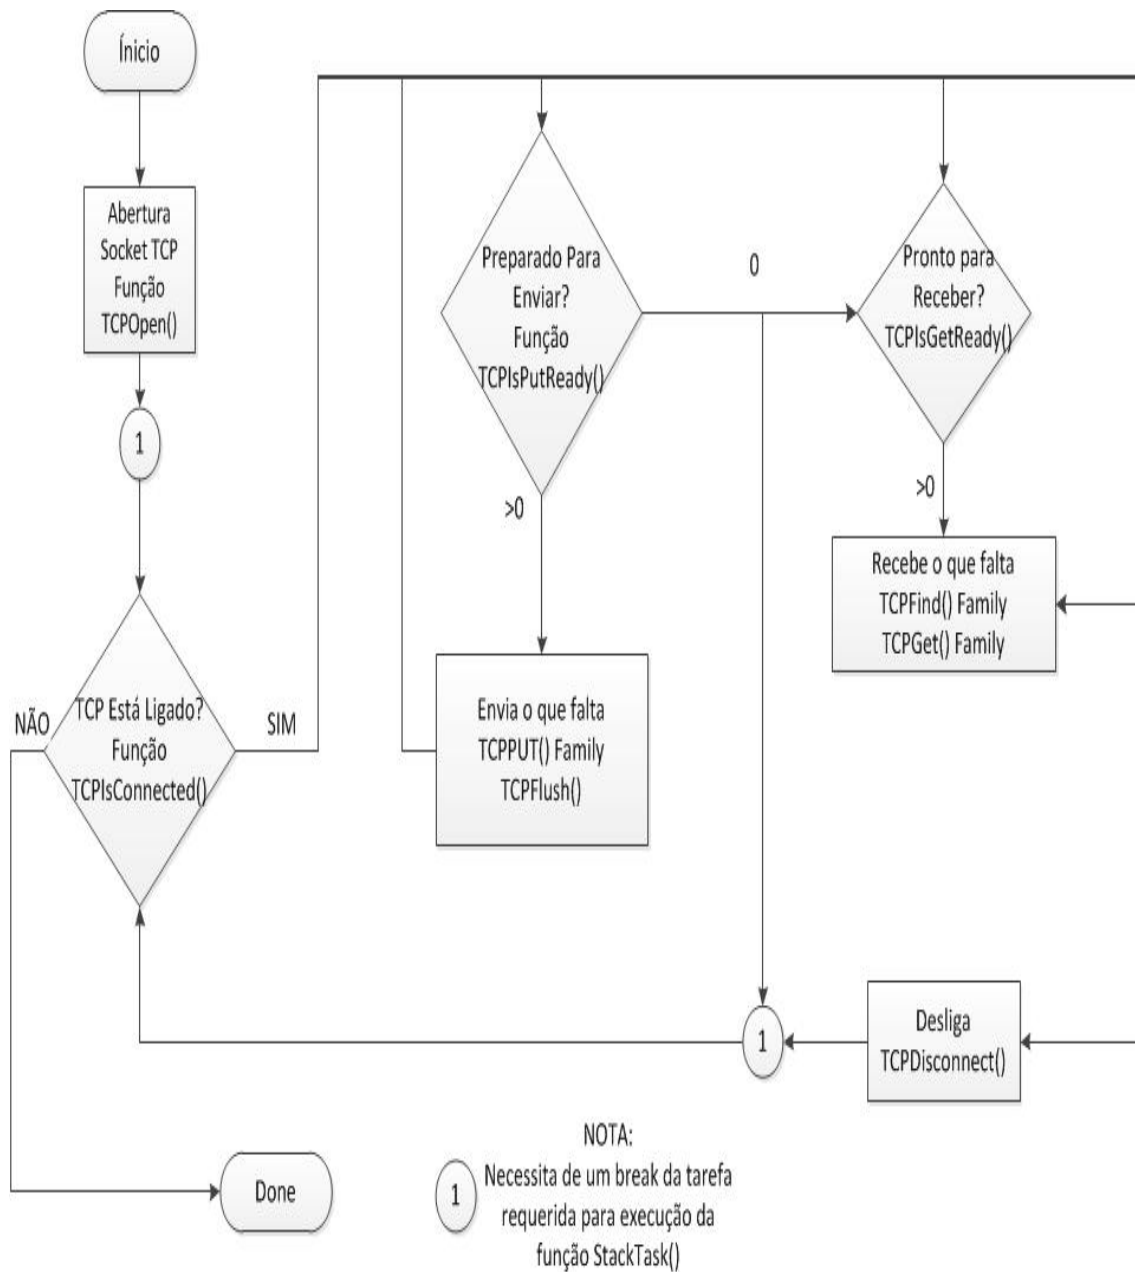 Ínicio
Abertura
Socket TCP
Função
TCPOpen()
1
TCP Está Ligado?
Função
TCPIsConnected()
NÃO
SIM
Preparado Para
Enviar?
Função
TCPIsPutReady()
0
>0
Envia o que falta
TCPPUT() Family
TCPFlush()
Pronto para
Receber?
TCPIsGetReady()
>0
Recebe o que falta
TCPFind() Family
TCPGet() Family
Desliga
TCPDisconnect()
1
Done
NOTA:
1
Necessita de um break da tarefa
requerida para execução da
função StackTask()